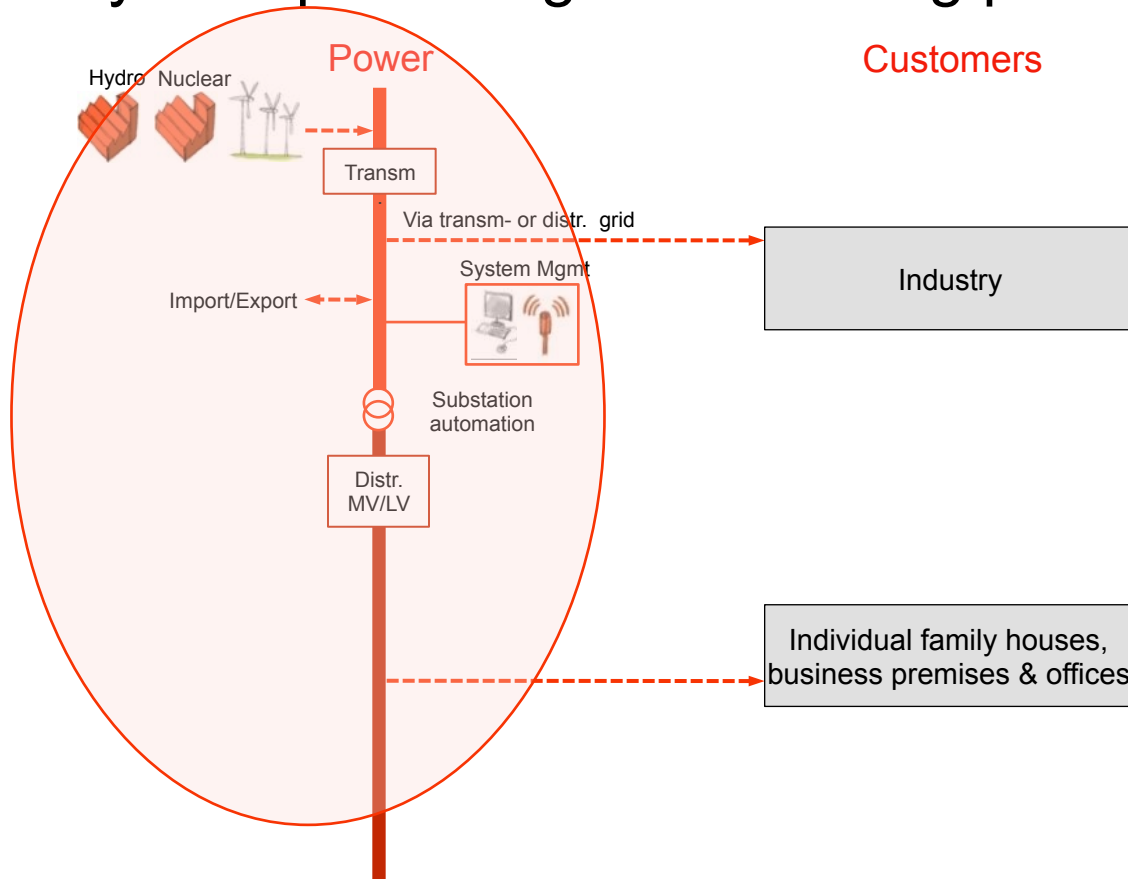 Power
Customers
Hydro
Nuclear
Transm
Via transm- or distr. grid
System Mgmt
Industry
Import/Export
Substation
automation
Distr.
MV/LV
Individual family houses,
business premises & offices